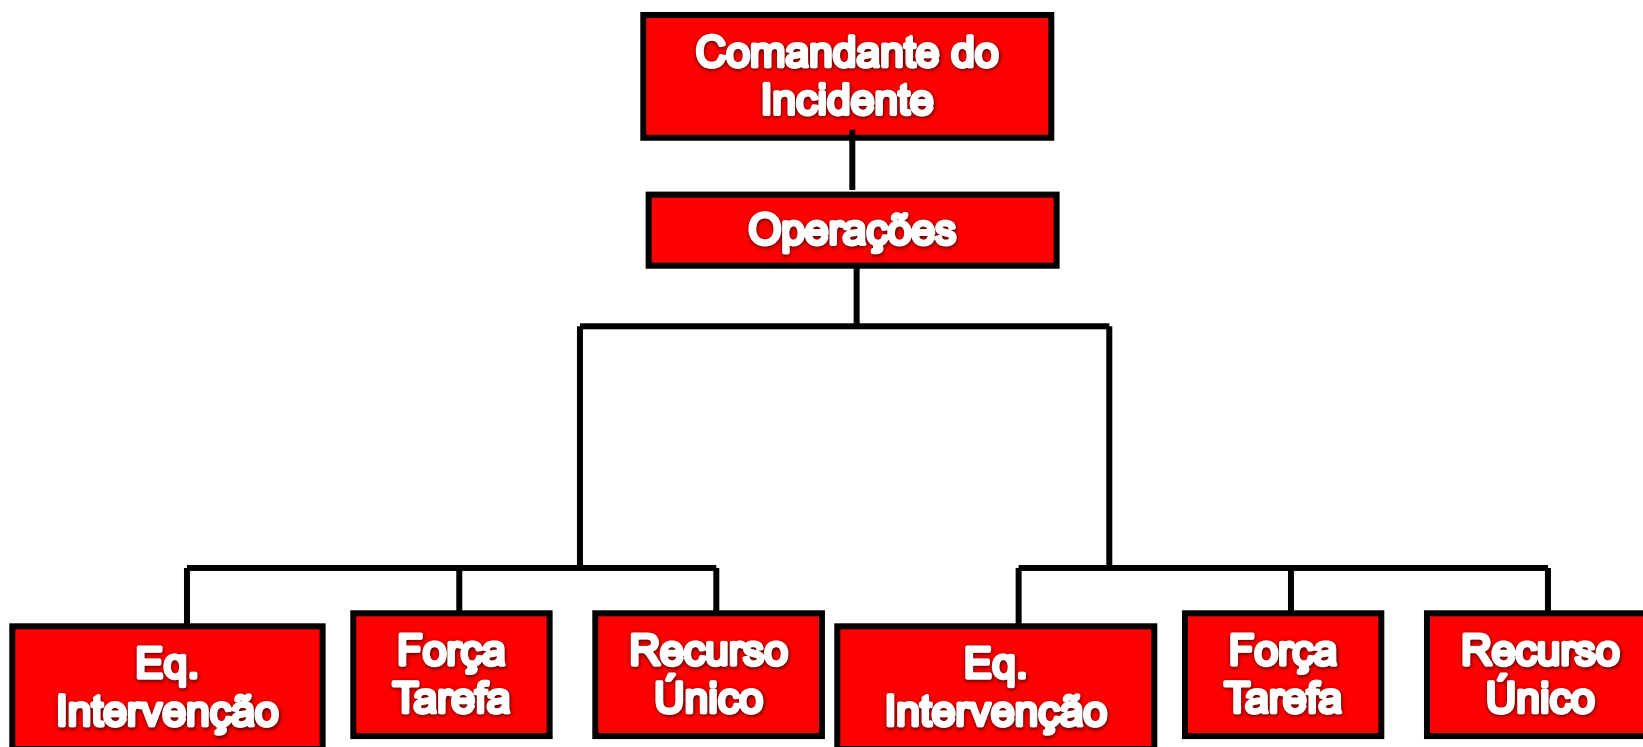 Comandante do
Incidente
Operações
Eq.
Intervenção
Força
Tarefa
Recurso
Único
Eq.
Intervenção
Força
Tarefa
Recurso
Único